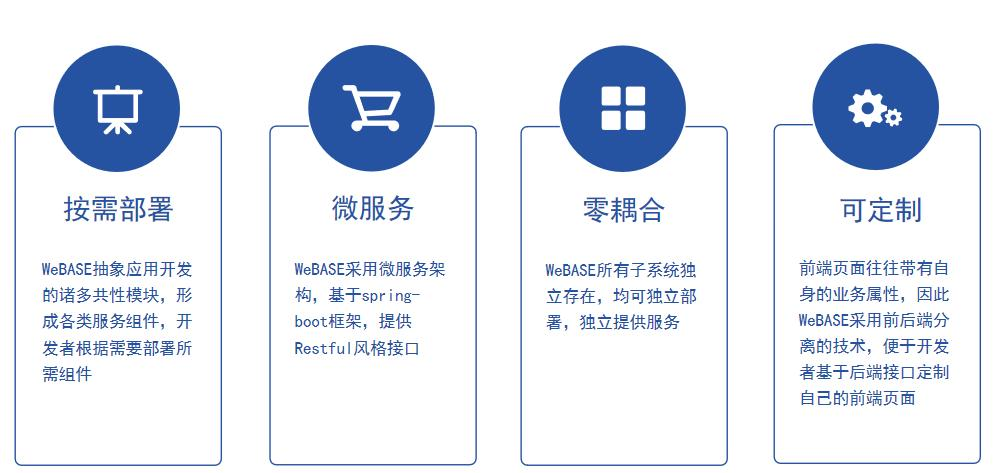 按需部署
WeBASE抽象应用开发
的诸多共性模块，形
成各类服务组件，开
发者根据需要部署所
需组件
微服务
WeBASE采用微服务架
构，基于spring-
boot框架，提供
Restful风格接口
零耦合
WeBASE所有子系统独
立存在，均可独立部
署，独立提供服务
可定制
前端页面往往带有自
身的业务属性，因此
WeBASE采用前后端分
离的技术，便于开发
者基于后端接口定制
自己的前端页面